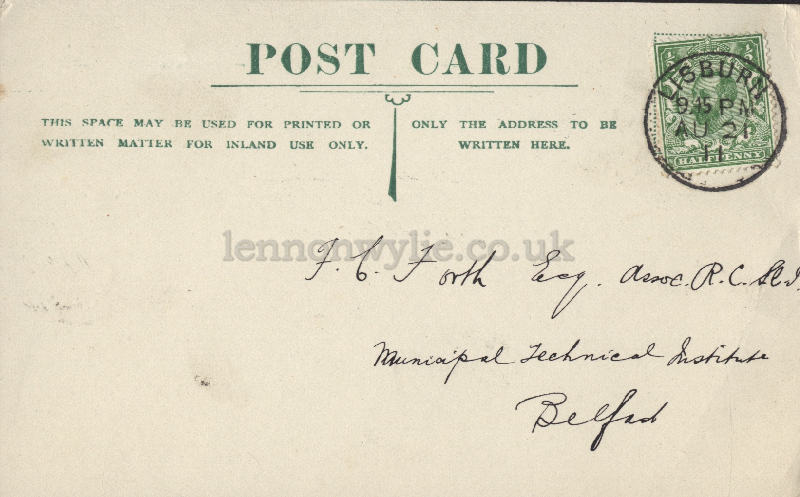 POST CARD
THIS SPACE MAY BE USED FOR PRINTED OR
WRITTEN MATTER FOR INLAND USE ONLY.
ONLY THE ADDRESS TO BE
WRITTEN HERE.
LISBURN
9.15 PM
AU 21
11
HALFPENNY
lennonwylie.co.uk
F. C. Forth Esq. Assoc. R. C. Sc. I.
Municipal Technical Institute
Belfast